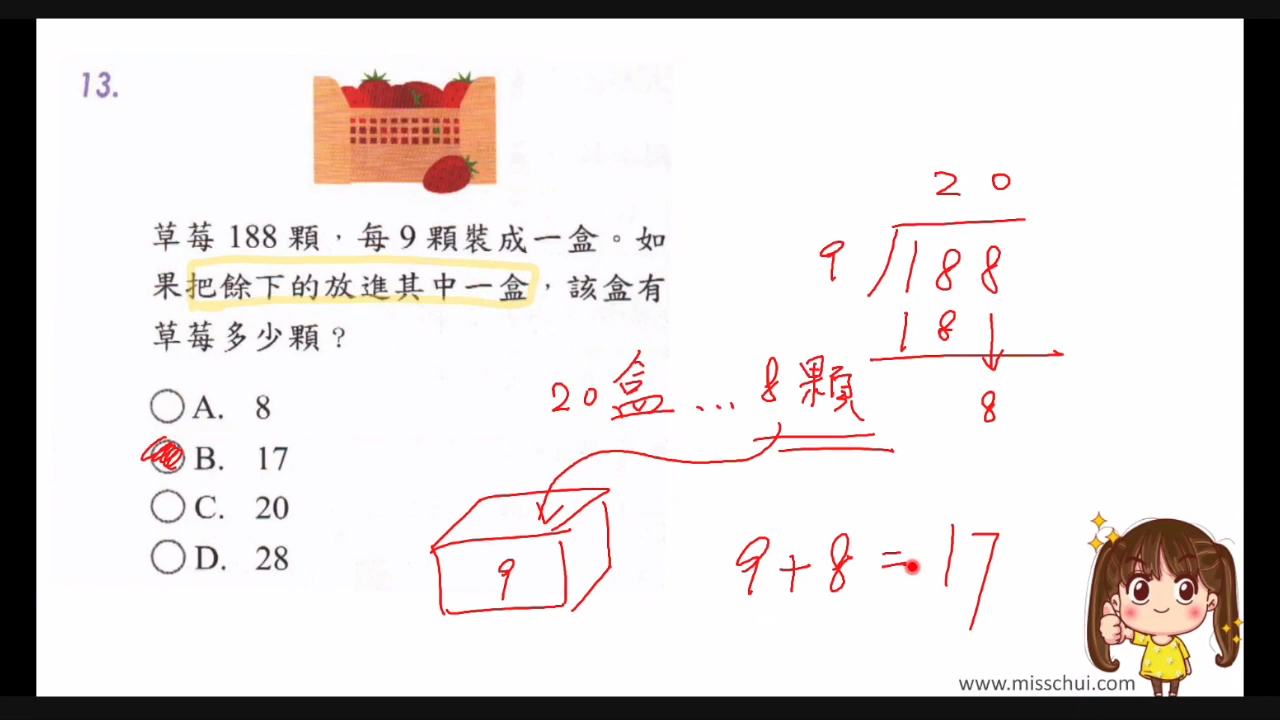 13.
草莓 188 顆，每 9 顆裝成一盒。如
果把餘下的放進其中一盒，該盒有
草莓多少顆？
A. 8
B. 17
C. 20
D. 28
20
9 188
18
8
20盒...8顆
9
9+8=17
www.misschui.com